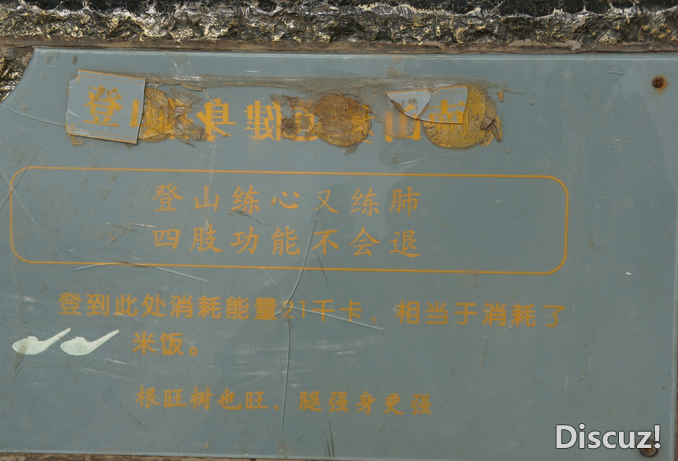 登
登山练心又练肺
四肢功能不会退
登到此处消耗能量21千卡，相当于消耗了
米饭。
根旺树也旺，腿强身更强
Discuz!